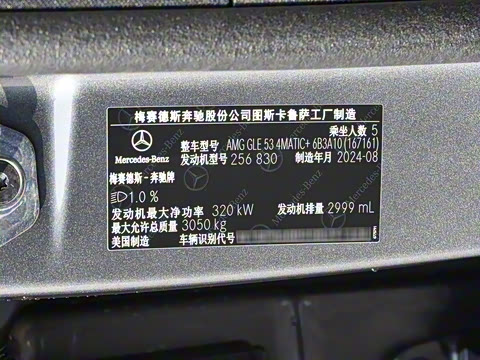 梅赛德斯奔驰股份公司图斯卡鲁萨工厂制造
乘坐人数 5
整车型号 AMG GLE 53 4MATIC+ 6B3A10 (167161)
Mercedes-Benz 发动机型号 256 830 制造年月 2024-08
梅赛德斯-奔驰牌
1.0 %
发动机最大净功率 320 kW 发动机排量 2999 mL
最大允许总质量 3050 kg
美国制造 车辆识别代号